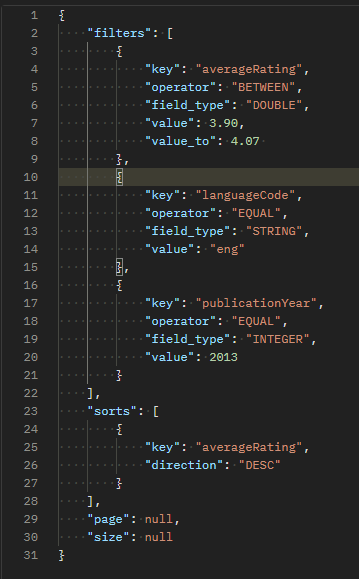 1 {
2     "filters": [
3         {
4             "key": "averageRating",
5             "operator": "BETWEEN",
6             "field_type": "DOUBLE",
7             "value": 3.90,
8             "value_to": 4.07
9         },
10         {
11             "key": "languageCode",
12             "operator": "EQUAL",
13             "field_type": "STRING",
14             "value": "eng"
15         },
16         {
17             "key": "publicationYear",
18             "operator": "EQUAL",
19             "field_type": "INTEGER",
20             "value": 2013
21         }
22     ],
23     "sorts": [
24         {
25             "key": "averageRating",
26             "direction": "DESC"
27         }
28     ],
29     "page": null,
30     "size": null
31 }